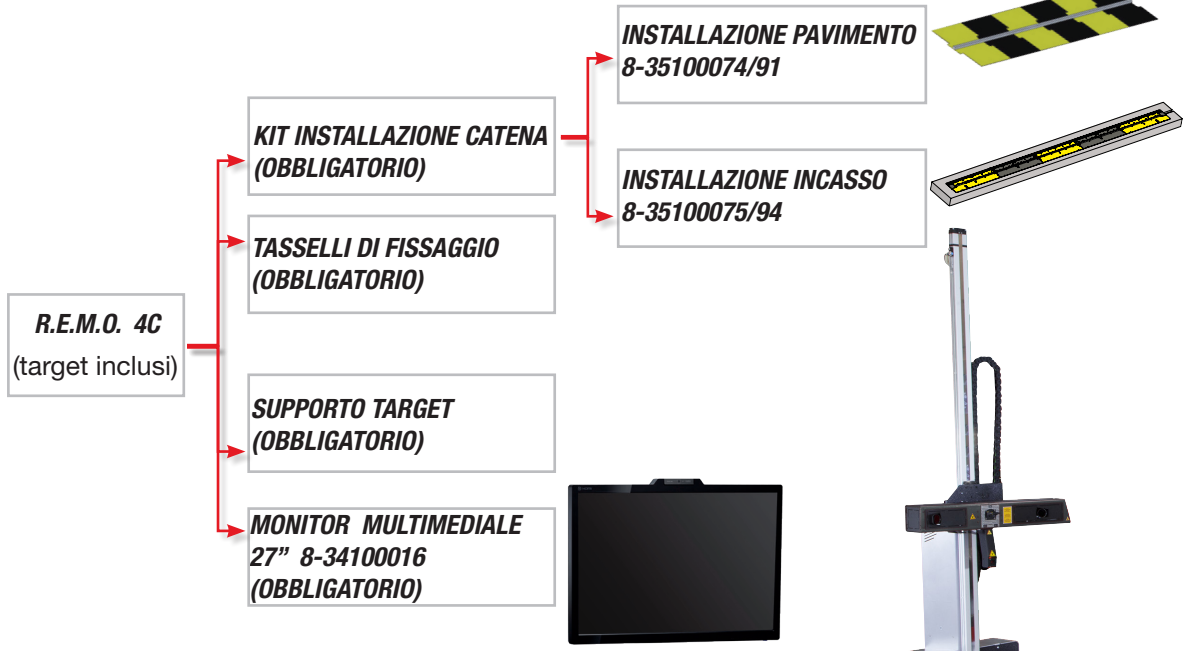 R.E.M.O. 4C
(target inclusi)
KIT INSTALLAZIONE CATENA
(OBBLIGATORIO)
INSTALLAZIONE PAVIMENTO
8-35100074/91
INSTALLAZIONE INCASSO
8-35100075/94
TASSELLI DI FISSAGGIO
(OBBLIGATORIO)
SUPPORTO TARGET
(OBBLIGATORIO)
MONITOR MULTIMEDIALE
27” 8-34100016
(OBBLIGATORIO)